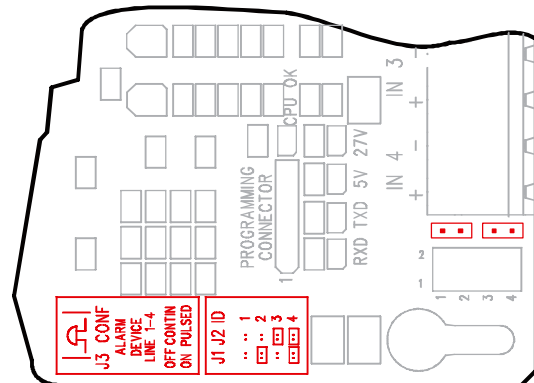 CPU OK
IN 3
-
+
-
+
IN 4
27V
5V
TXD
RXD
PROGRAMMING
CONNECTOR
1
2
1
1
2
3
4
J3 CONF
ALARM
DEVICE
LINE 1-4
OFF CONTIN
ON PULSED
J1 J2 ID
1
2
3
4